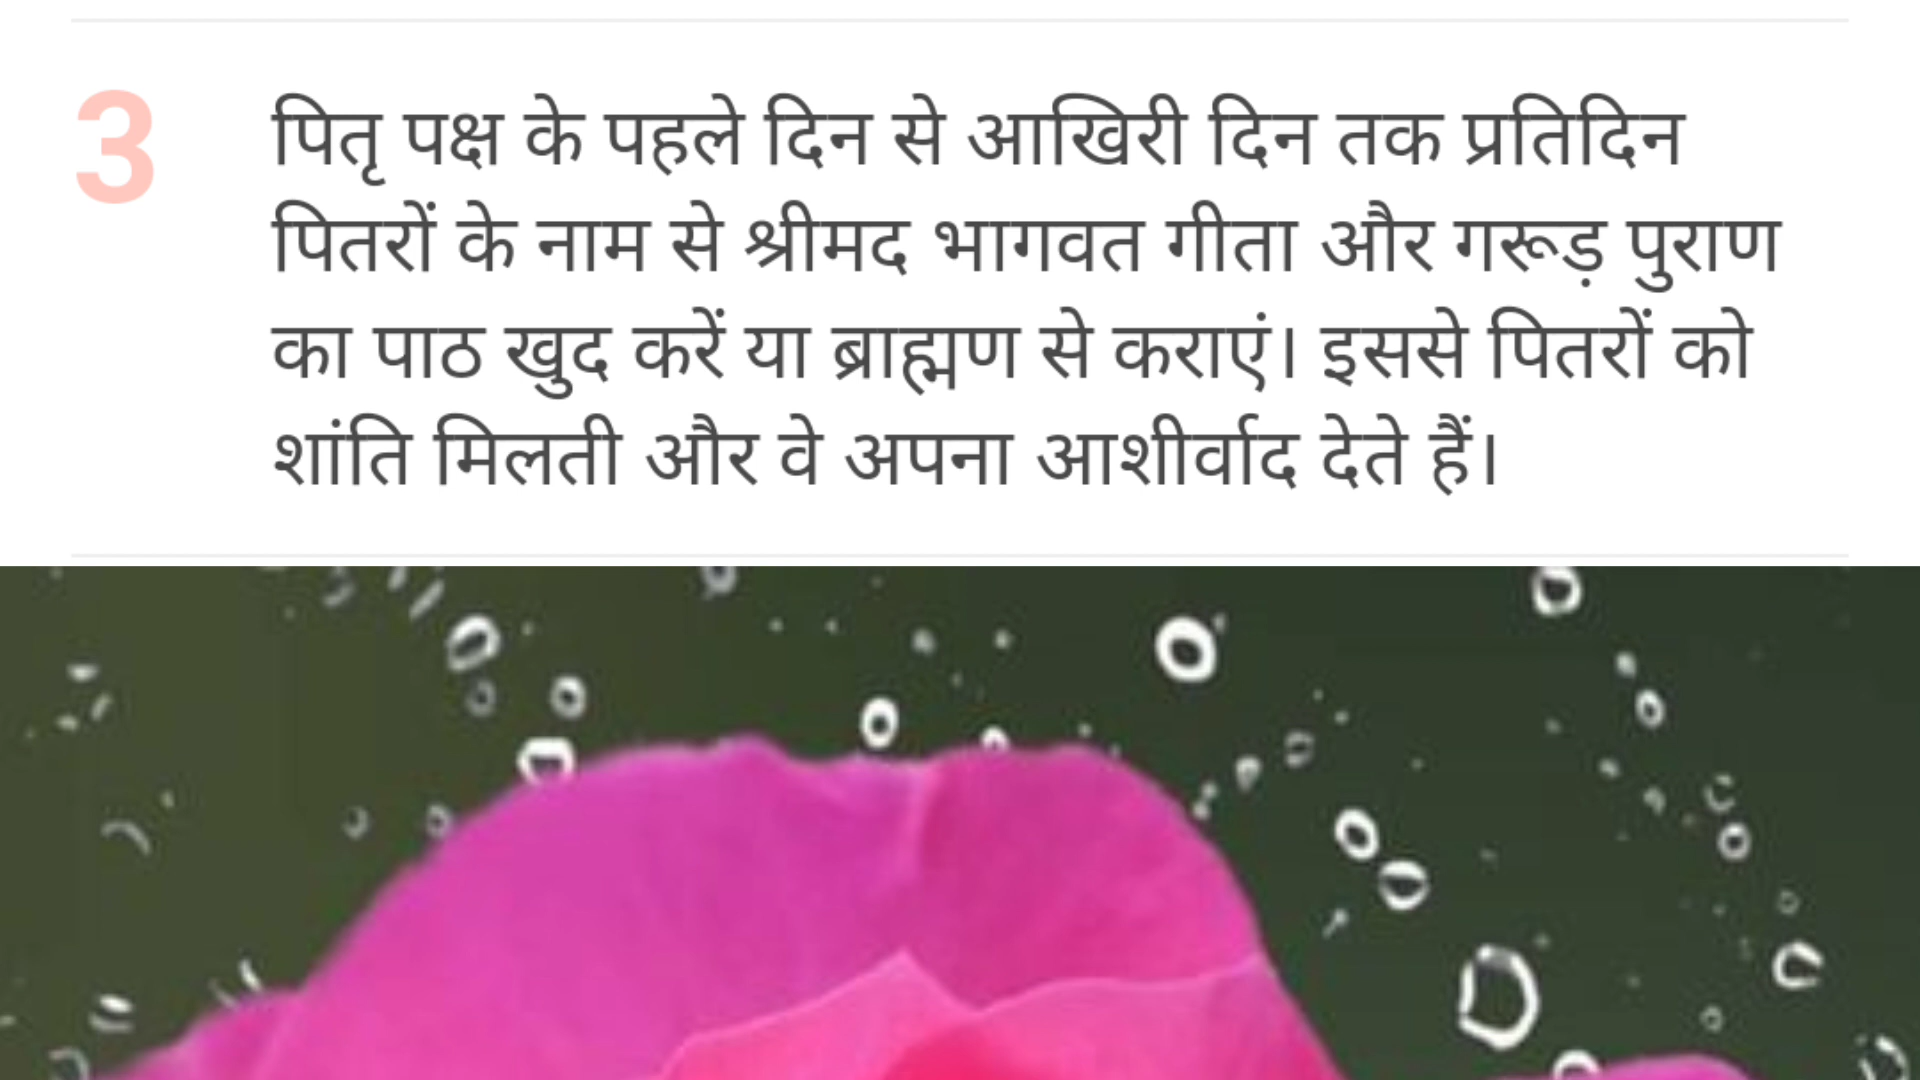 3
पितृ पक्ष के पहले दिन से आखिरी दिन तक प्रतिदिन
पितरों के नाम से श्रीमद भागवत गीता और गरूड़ पुराण
का पाठ खुद करें या ब्राह्मण से कराएं। इससे पितरों को
शांति मिलती और वे अपना आशीर्वाद देते हैं।